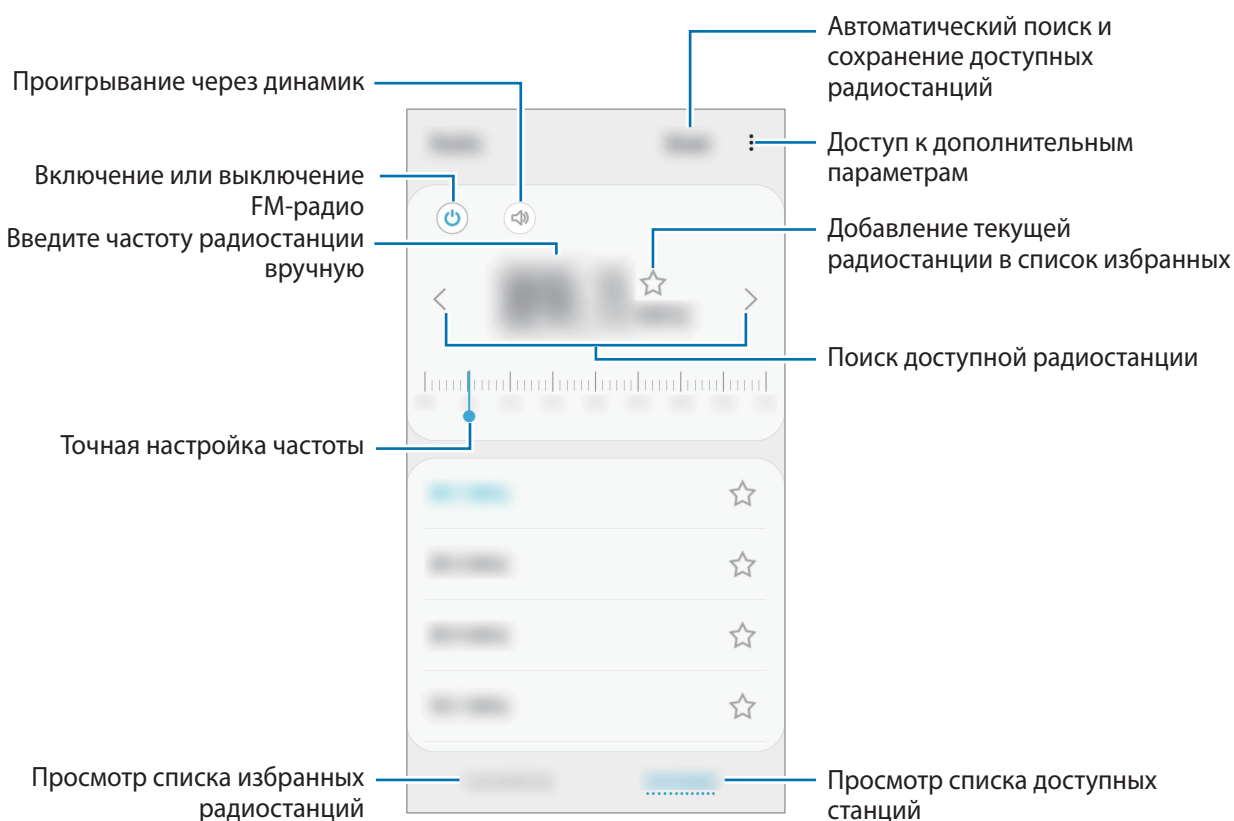 Автоматический поиск и
сохранение доступных
радиостанций
Проигрывание через динамик
Доступ к дополнительным
параметрам
Включение или выключение
FM-радио
Добавление текущей
радиостанции в список избранных
Введите частоту радиостанции
вручную
Поиск доступной радиостанции
Точная настройка частоты
Просмотр списка избранных
радиостанций
Просмотр списка доступных
станций